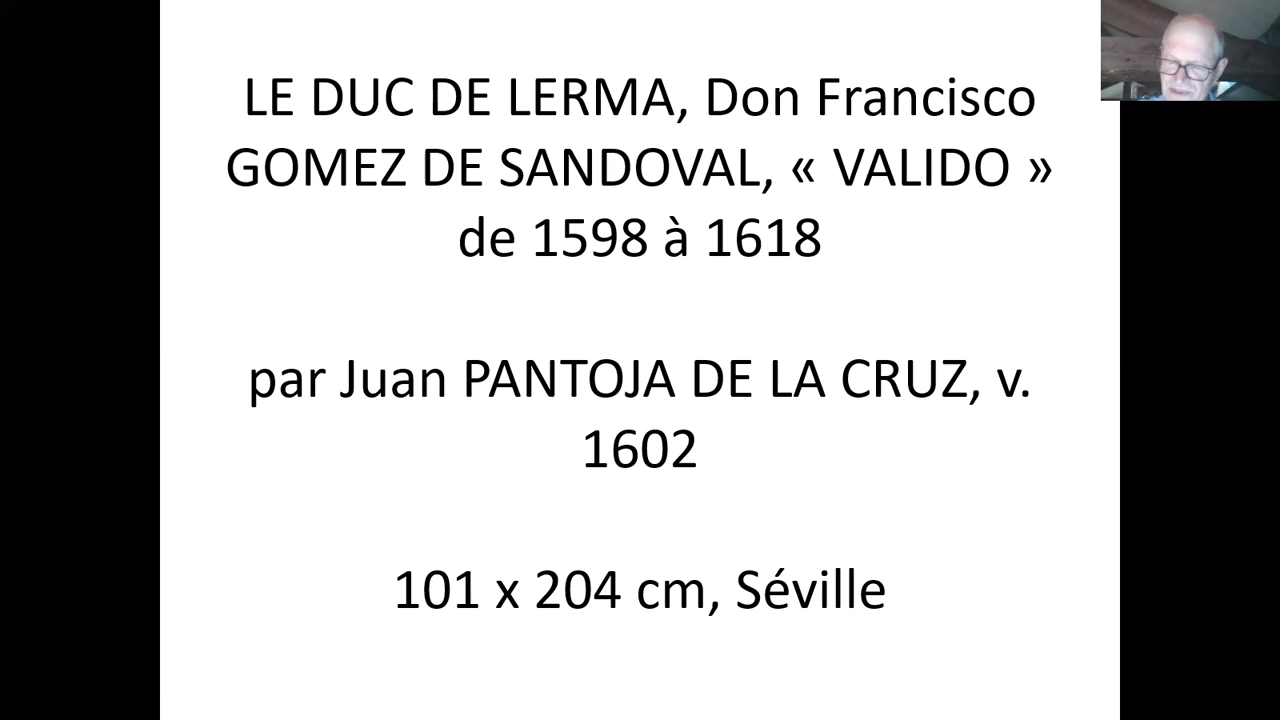 LE DUC DE LERMA, Don Francisco
GOMEZ DE SANDOVAL, « VALIDO »
de 1598 à 1618
par Juan PANTOJA DE LA CRUZ, v.
1602
101 x 204 cm, Séville